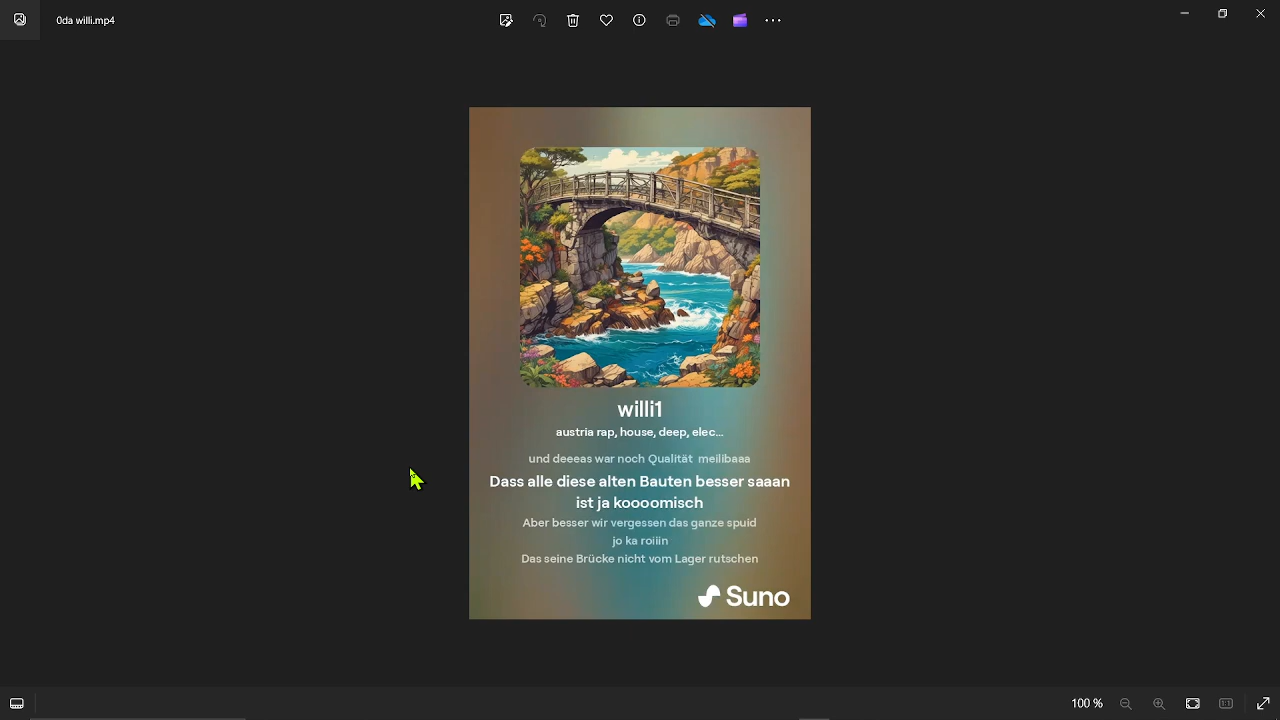 0da willi.mp4
willi1
austria rap, house, deep, elec...
und deeeas war noch Qualität meilibaaa
Dass alle diese alten Bauten besser saaan
ist ja koooomisch
Aber besser wir vergessen das ganze spuid
jo ka roiiin
Das seine Brücke nicht vom Lager rutschen
Suno
100 %
1:1